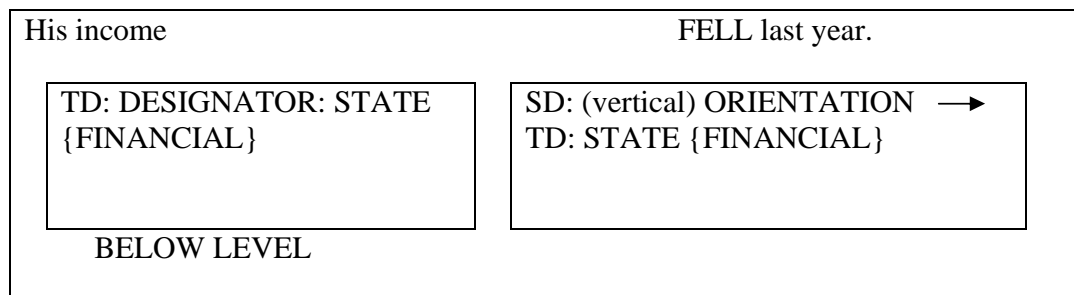 His income FELL last year.
TD: DESIGNATOR: STATE {FINANCIAL}
SD: (vertical) ORIENTATION →
TD: STATE {FINANCIAL}
BELOW LEVEL